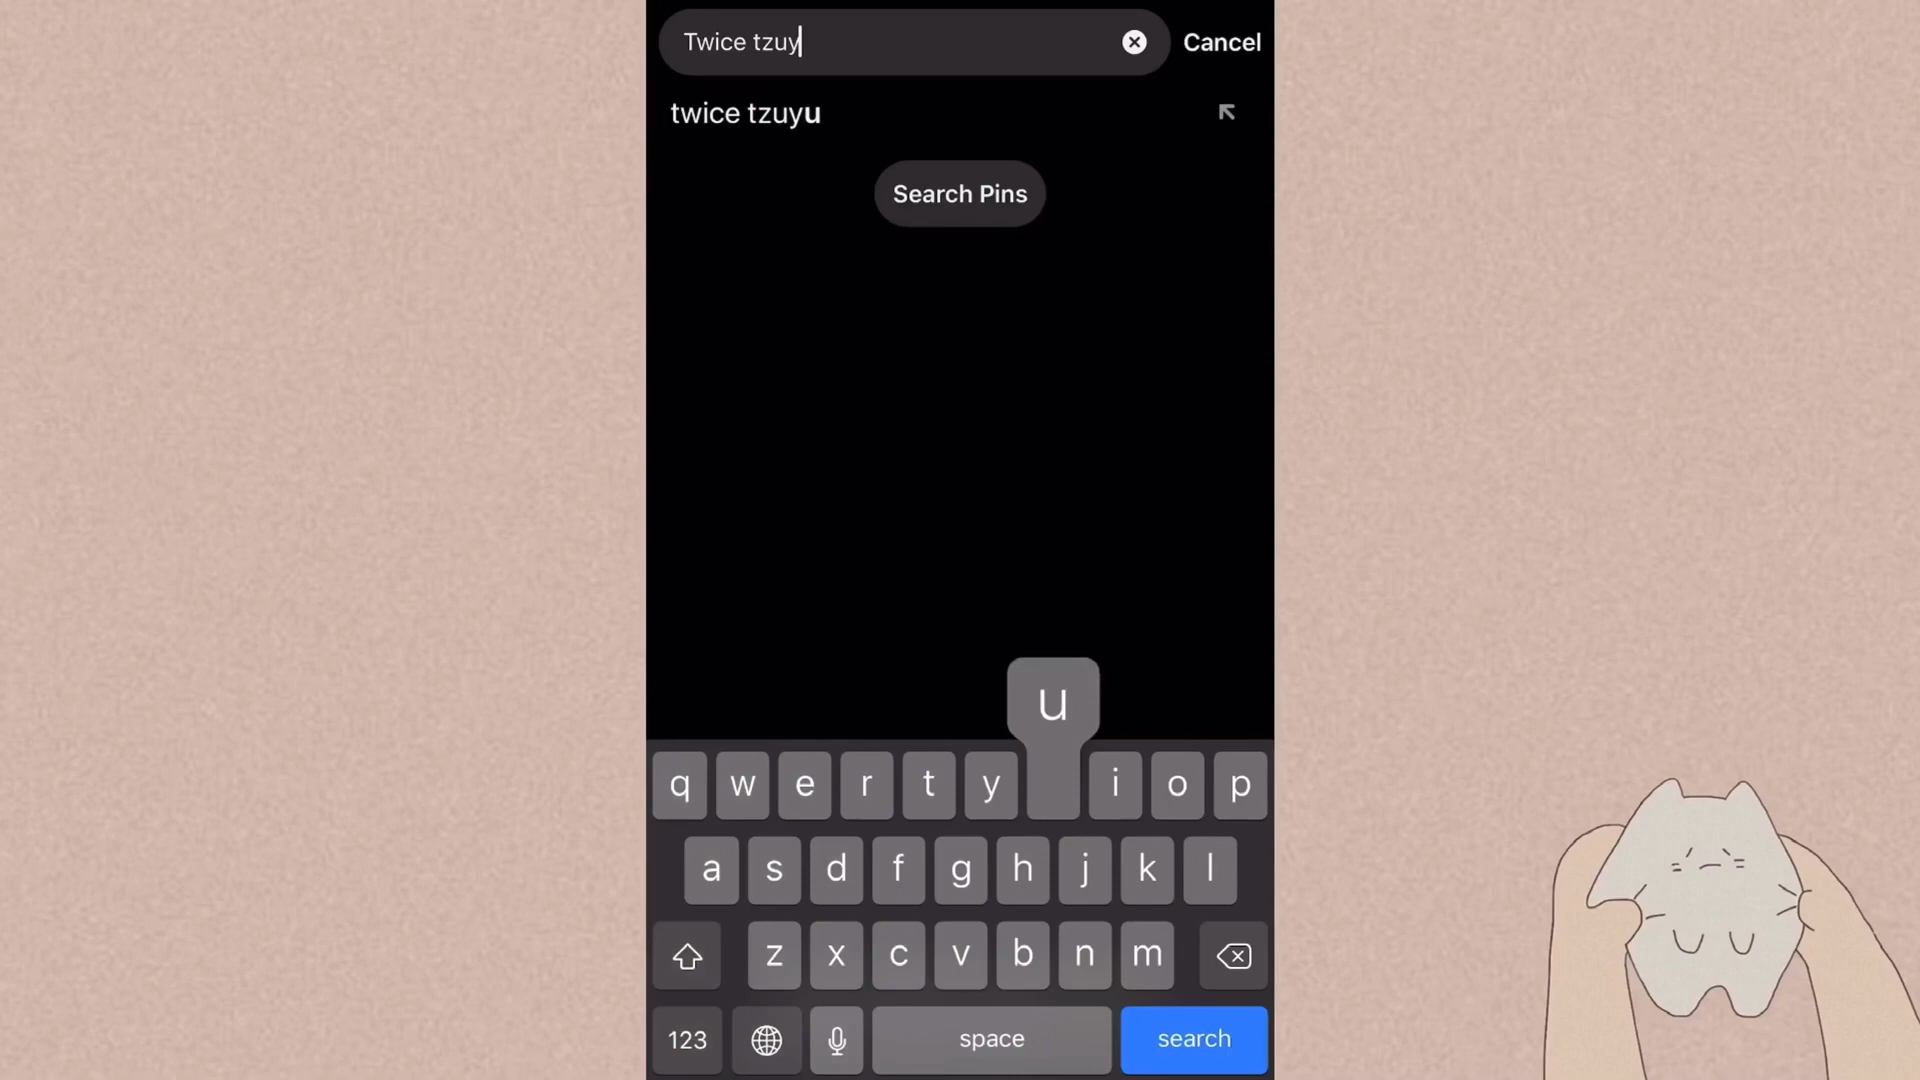 Twice tzuy
Cancel
twice tzuyu
Search Pins
u
q w e r t y i o p
a s d f g h j k l
z x c v b n m
123 space search